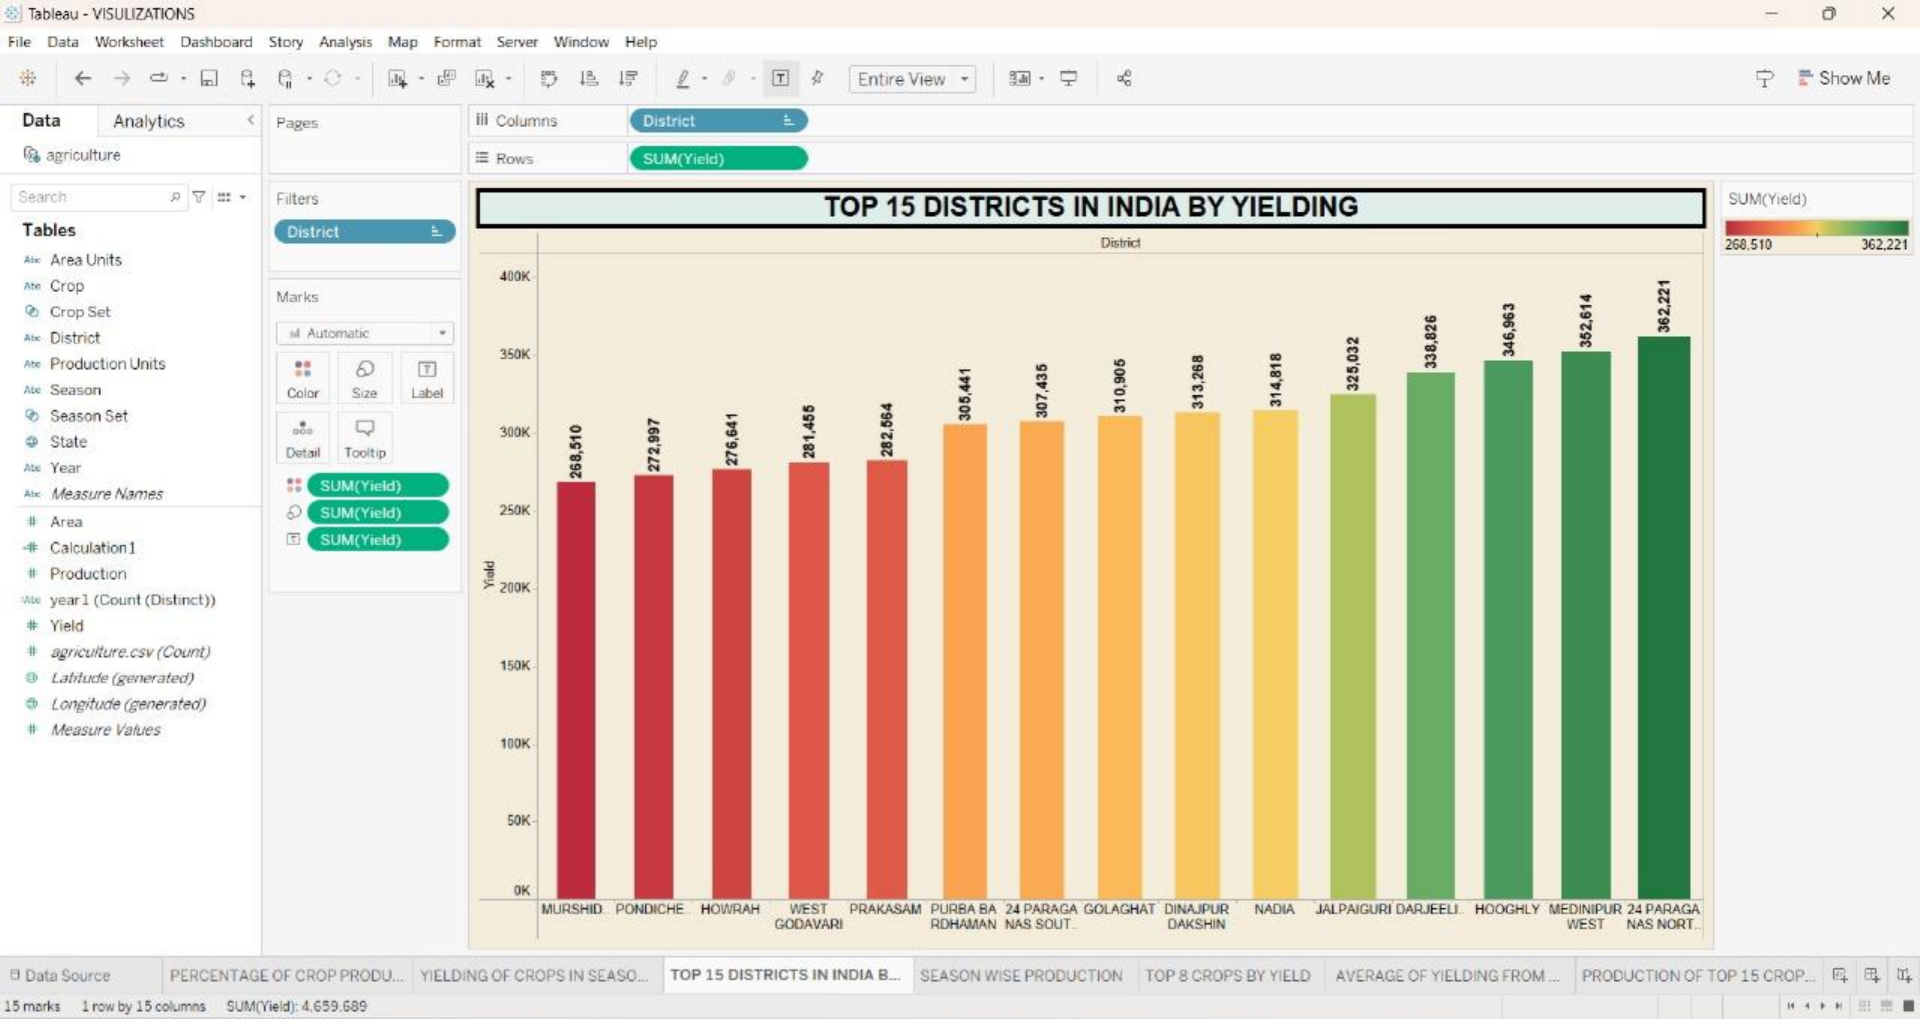 Tableau - VISULIZATIONS
File Data Worksheet Dashboard Story Analysis Map Format Server Window Help
Entire View
Show Me
Data Analytics
agriculture
Search
Tables
Abc Area Units
Abc Crop
Crop Set
Abc District
Abc Production Units
Abc Season
Season Set
State
Abc Year
Abc Measure Names
# Area
=# Calculation1
# Production
=Abc year1 (Count (Distinct))
# Yield
# agriculture.csv (Count)
Latitude (generated)
Longitude (generated)
# Measure Values
Pages
Filters
District
Marks
Automatic
Color Size Label
Detail Tooltip
SUM(Yield)
SUM(Yield)
SUM(Yield)
Columns District
Rows SUM(Yield)
TOP 15 DISTRICTS IN INDIA BY YIELDING
District
Yield
400K
350K
300K
250K
200K
150K
100K
50K
0K
268,510 272,997 276,641 281,455 282,564 305,441 307,435 310,905 313,268 314,818 325,032 338,826 346,963 352,614 362,221
MURSHID.. PONDICHE.. HOWRAH WEST PRAKASAM PURBA BA 24 PARAGA GOLAGHAT DINAJPUR NADIA JALPAIGURI DARJEELI.. HOOGHLY MEDINIPUR 24 PARAGA
GODAVARI RDHAMAN NAS SOUT.. DAKSHIN WEST NAS NORT..
SUM(Yield)
268,510 362,221
Data Source PERCENTAGE OF CROP PRODU... YIELDING OF CROPS IN SEASO... TOP 15 DISTRICTS IN INDIA B... SEASON WISE PRODUCTION TOP 8 CROPS BY YIELD AVERAGE OF YIELDING FROM ... PRODUCTION OF TOP 15 CROP...
15 marks 1 row by 15 columns SUM(Yield): 4,659,689